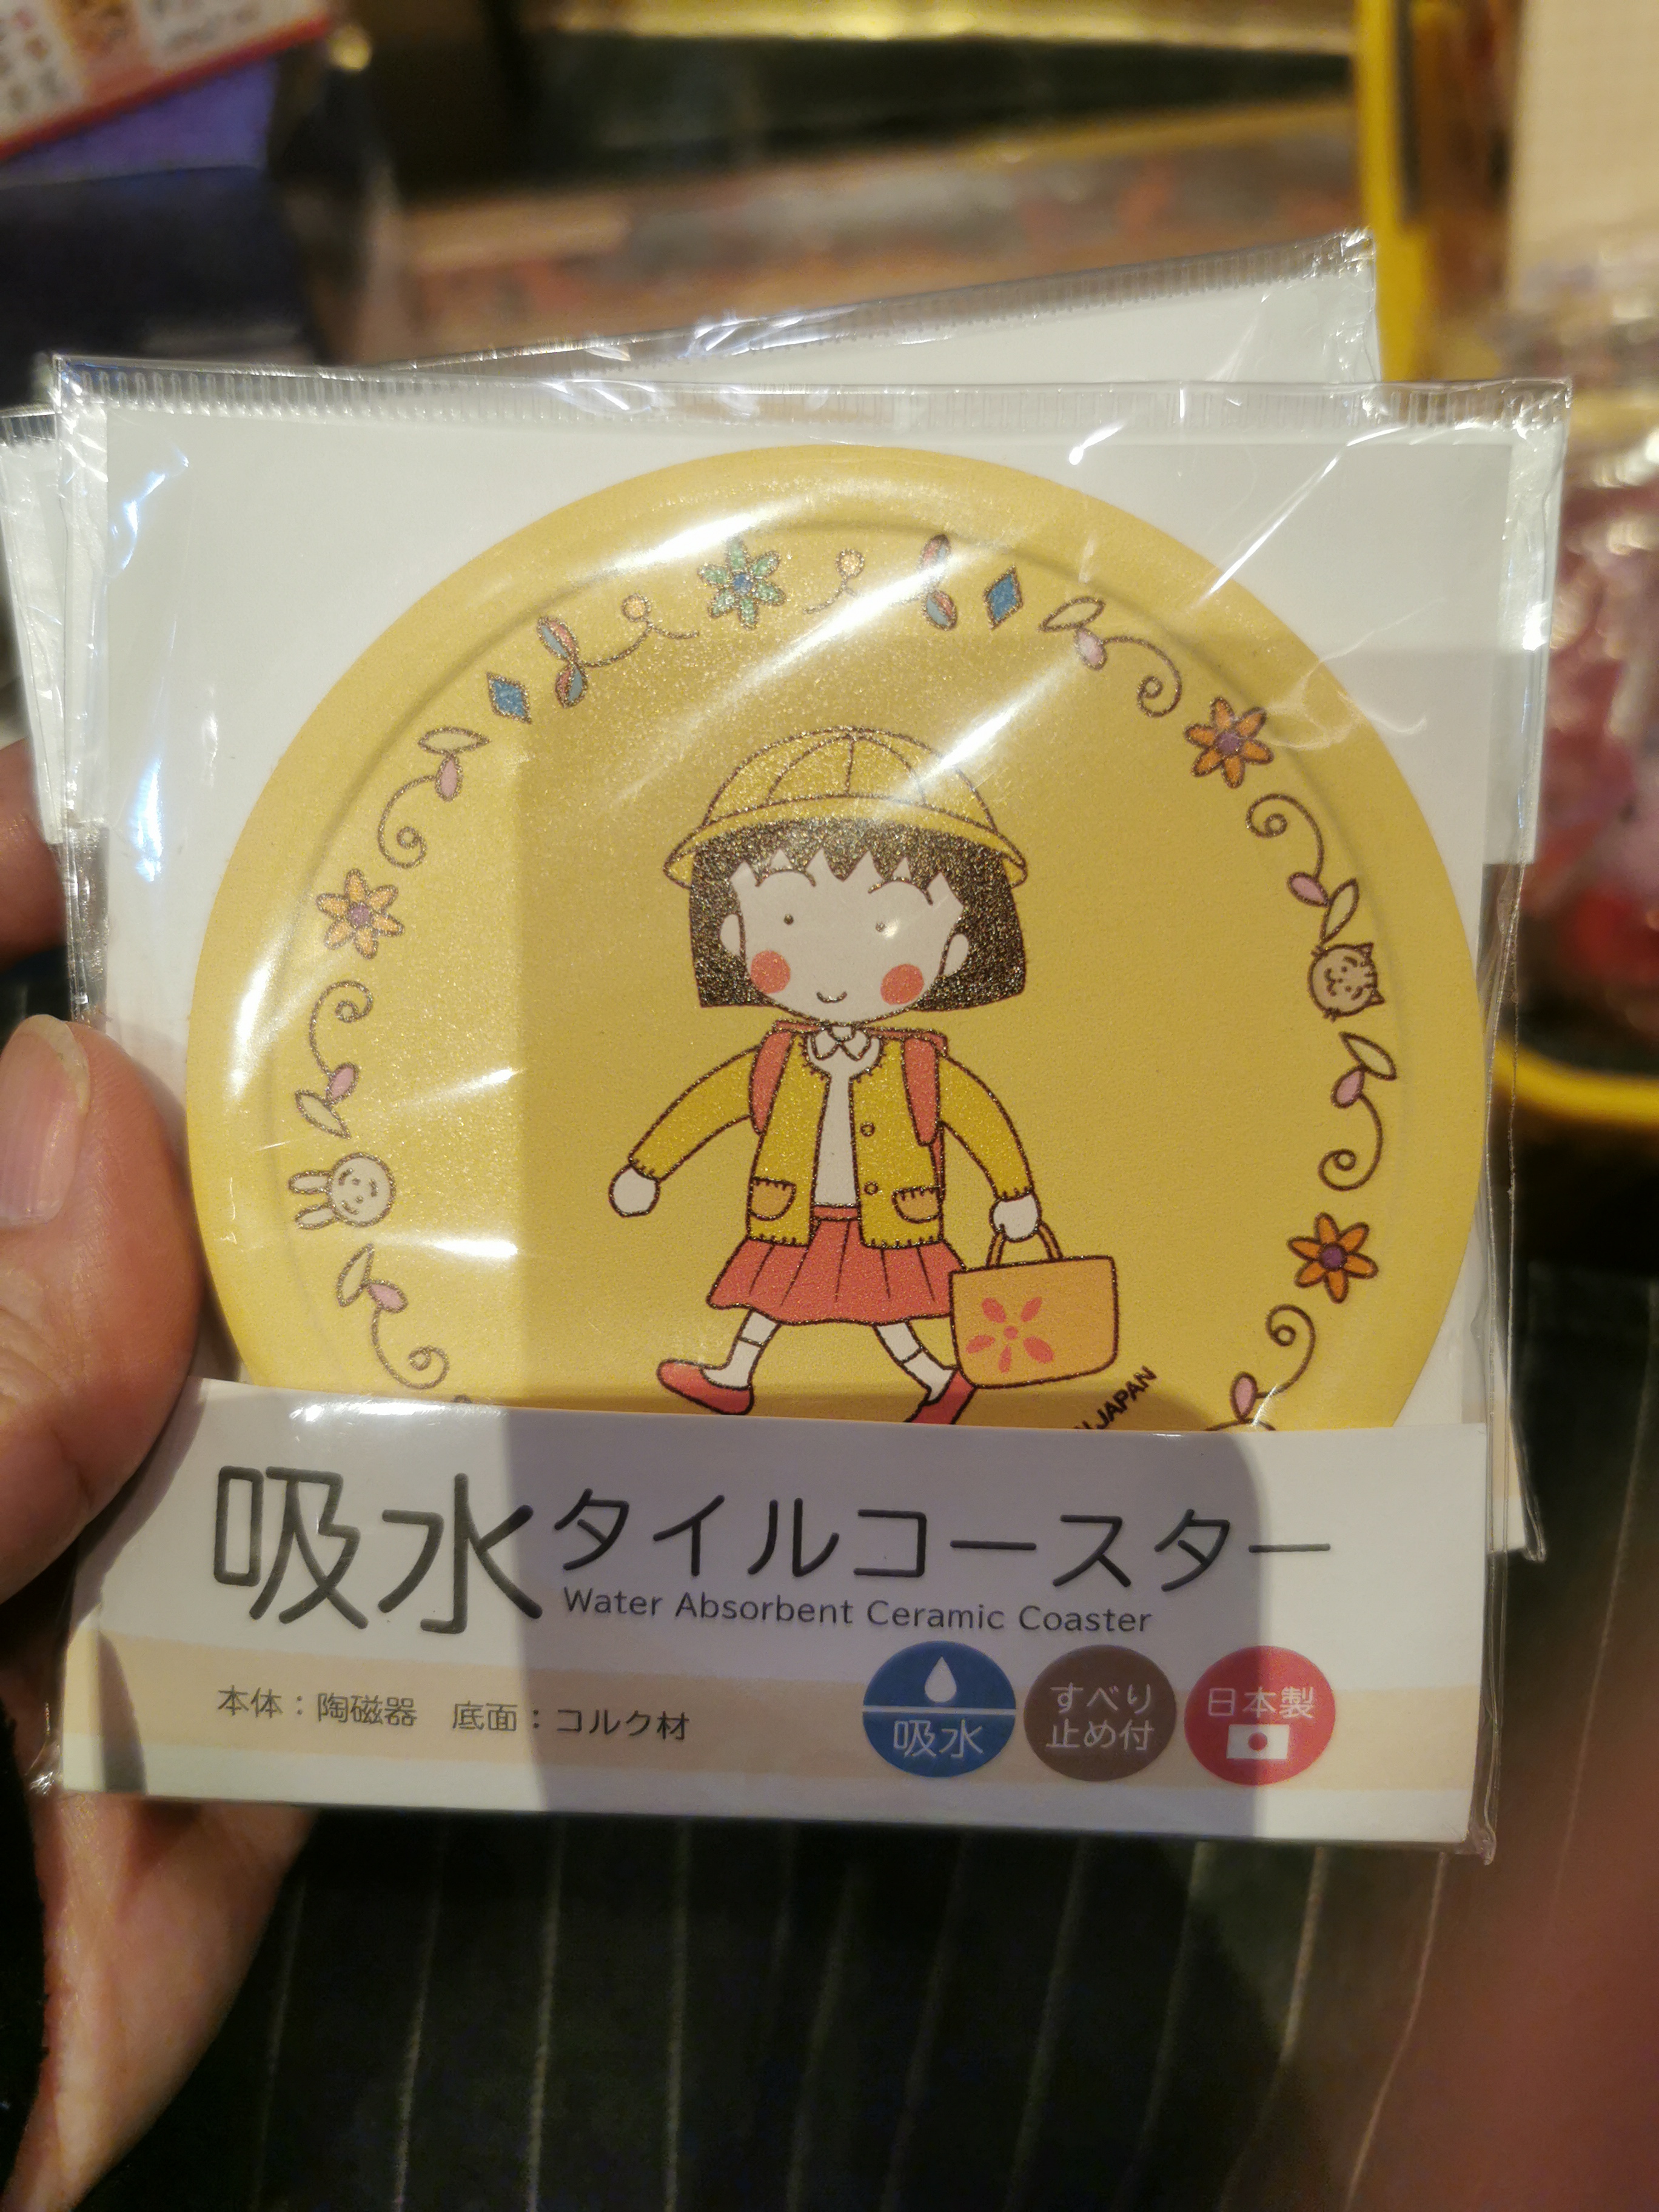 JAPAN
吸水タイルコースター
Water Absorbent Ceramic Coaster
本体：陶磁器　底面：コルク材
吸水
すべり
止め付
日本製